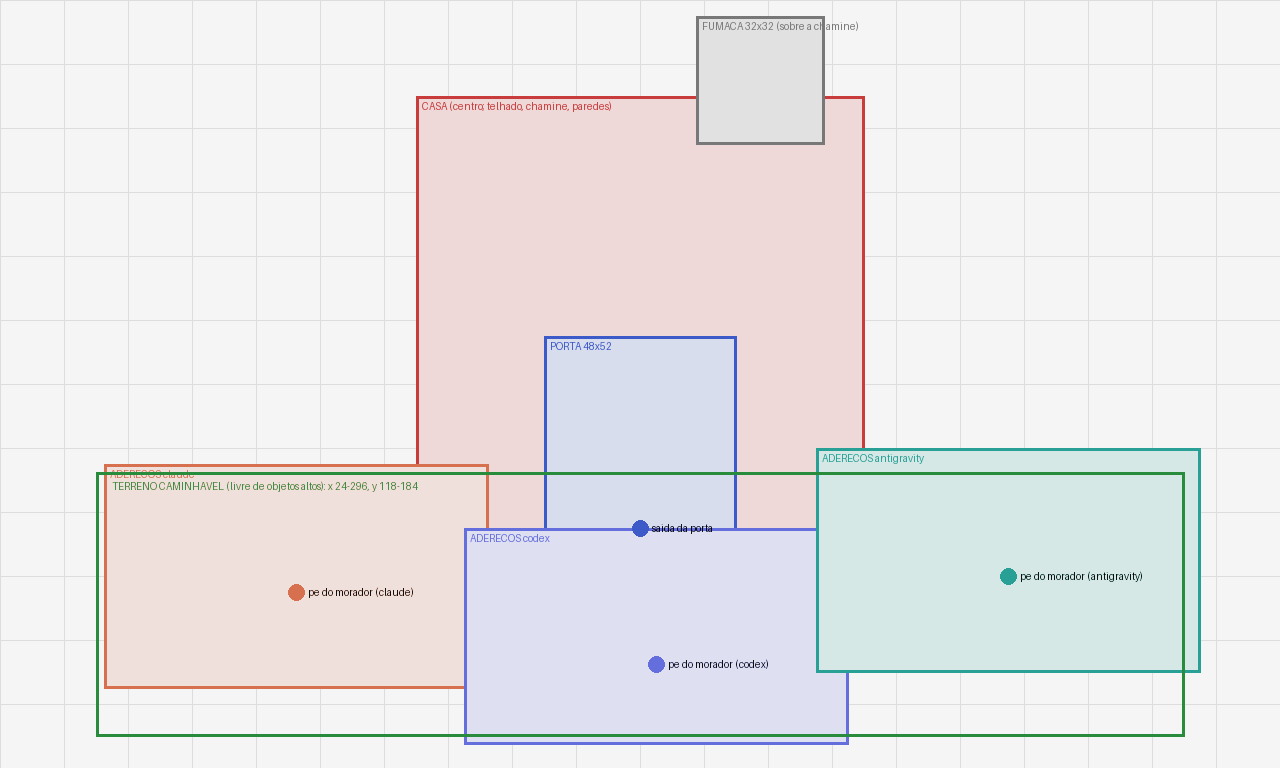 FUMACA 32x32 (sobre a chamine)
CASA (centro; telhado, chamine, paredes)
PORTA 48x52
ADERECOS antigravity
ADERECOS claude
TERRENO CAMINHAVEL (livre de objetos altos): x 24-296, y 118-184
saida da porta
ADERECOS codex
pe do morador (antigravity)
pe do morador (claude)
pe do morador (codex)